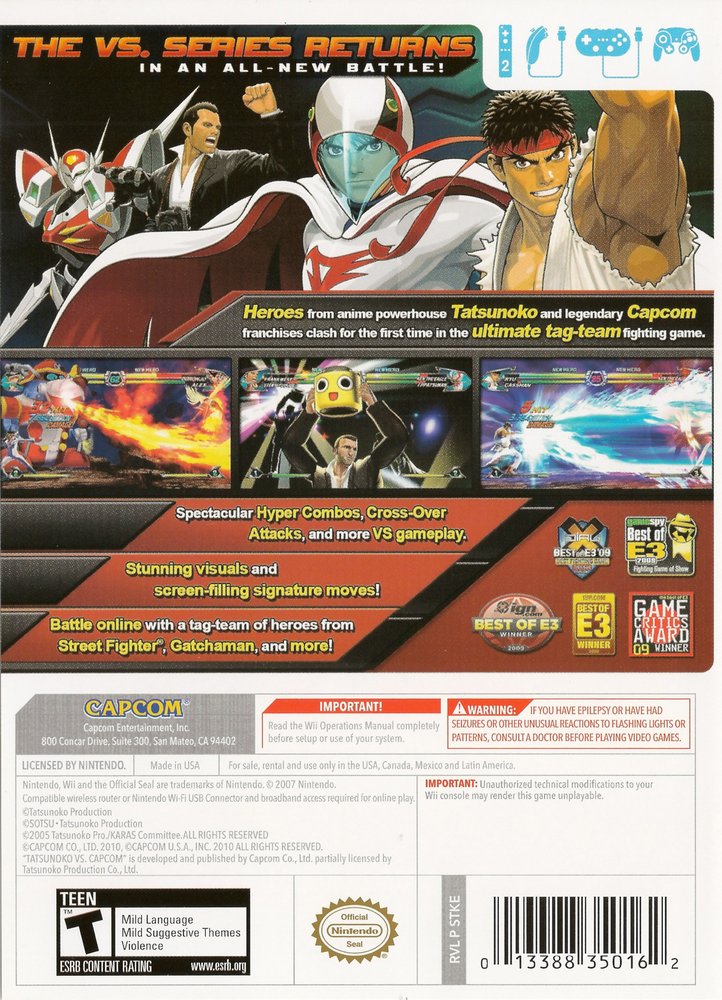 THE VS. SERIES RETURNS
IN AN ALL-NEW BATTLE!
2
Heroes from anime powerhouse Tatsunoko and legendary Capcom
franchises clash for the first time in the ultimate tag-team fighting game.
Spectacular Hyper Combos, Cross-Over
Attacks, and more VS gameplay.
Stunning visuals and
screen-filling signature moves!
Battle online with a tag-team of heroes from
Street Fighter®, Gatchaman, and more!
BEST OF E3 '09
gamespy
Best of
E3
2009
Fighting Game of Show
ign.com
BEST OF E3
WINNER
2009
BEST OF
E3
WINNER
GAME
CRITICS
AWARD
09 WINNER
CAPCOM®
Capcom Entertainment, Inc.
800 Concar Drive, Suite 300, San Mateo, CA 94402
IMPORTANT!
Read the Wii Operations Manual completely
before setup or use of your system.
WARNING: IF YOU HAVE EPILEPSY OR HAVE HAD
SEIZURES OR OTHER UNUSUAL REACTIONS TO FLASHING LIGHTS OR
PATTERNS, CONSULT A DOCTOR BEFORE PLAYING VIDEO GAMES.
LICENSED BY NINTENDO.
Made in USA
For sale, rental and use only in the USA, Canada, Mexico and Latin America.
Nintendo, Wii and the Official Seal are trademarks of Nintendo. © 2007 Nintendo.
Compatible wireless router or Nintendo Wi-Fi USB Connector and broadband access required for online play.
©Tatsunoko Production
©SOTSU・Tatsunoko Production
©2005 Tatsunoko Pro./KARAS Committee. ALL RIGHTS RESERVED
©CAPCOM CO., LTD. 2010, ©CAPCOM U.S.A., INC. 2010 ALL RIGHTS RESERVED.
"TATSUNOKO VS. CAPCOM" is developed and published by Capcom Co., Ltd. partially licensed by
Tatsunoko Production Co., Ltd.
IMPORTANT: Unauthorized technical modifications to your
Wii console may render this game unplayable.
TEEN
T
TM
Mild Language
Mild Suggestive Themes
Violence
ESRB CONTENT RATING www.esrb.org
Official
Nintendo
Seal
RVL P STKE
0 13388 35016 2